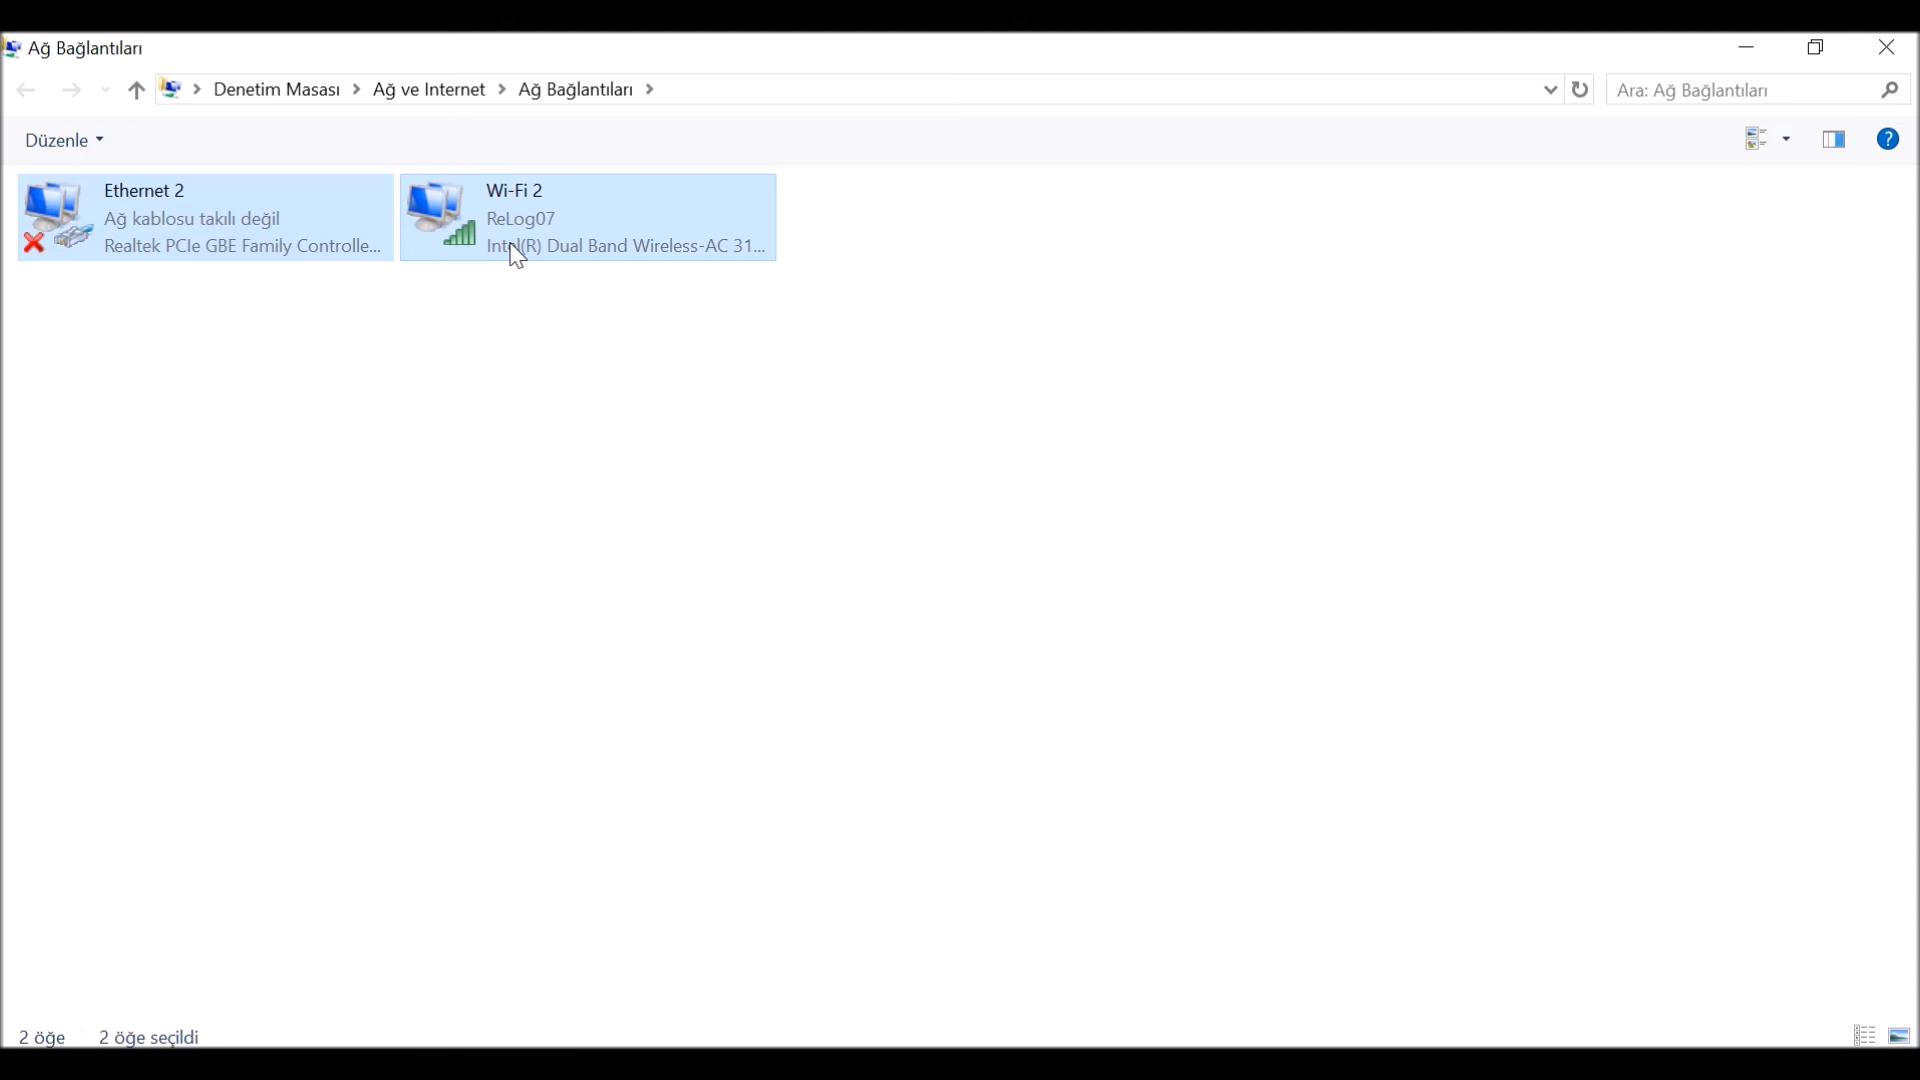 Ağ Bağlantıları
Denetim Masası > Ağ ve Internet > Ağ Bağlantıları >
Ara: Ağ Bağlantıları
Düzenle
?
Ethernet 2
Ağ kablosu takılı değil
Realtek PCIe GBE Family Controlle...
Wi-Fi 2
ReLog07
Intel(R) Dual Band Wireless-AC 31...
2 öğe
2 öğe seçildi